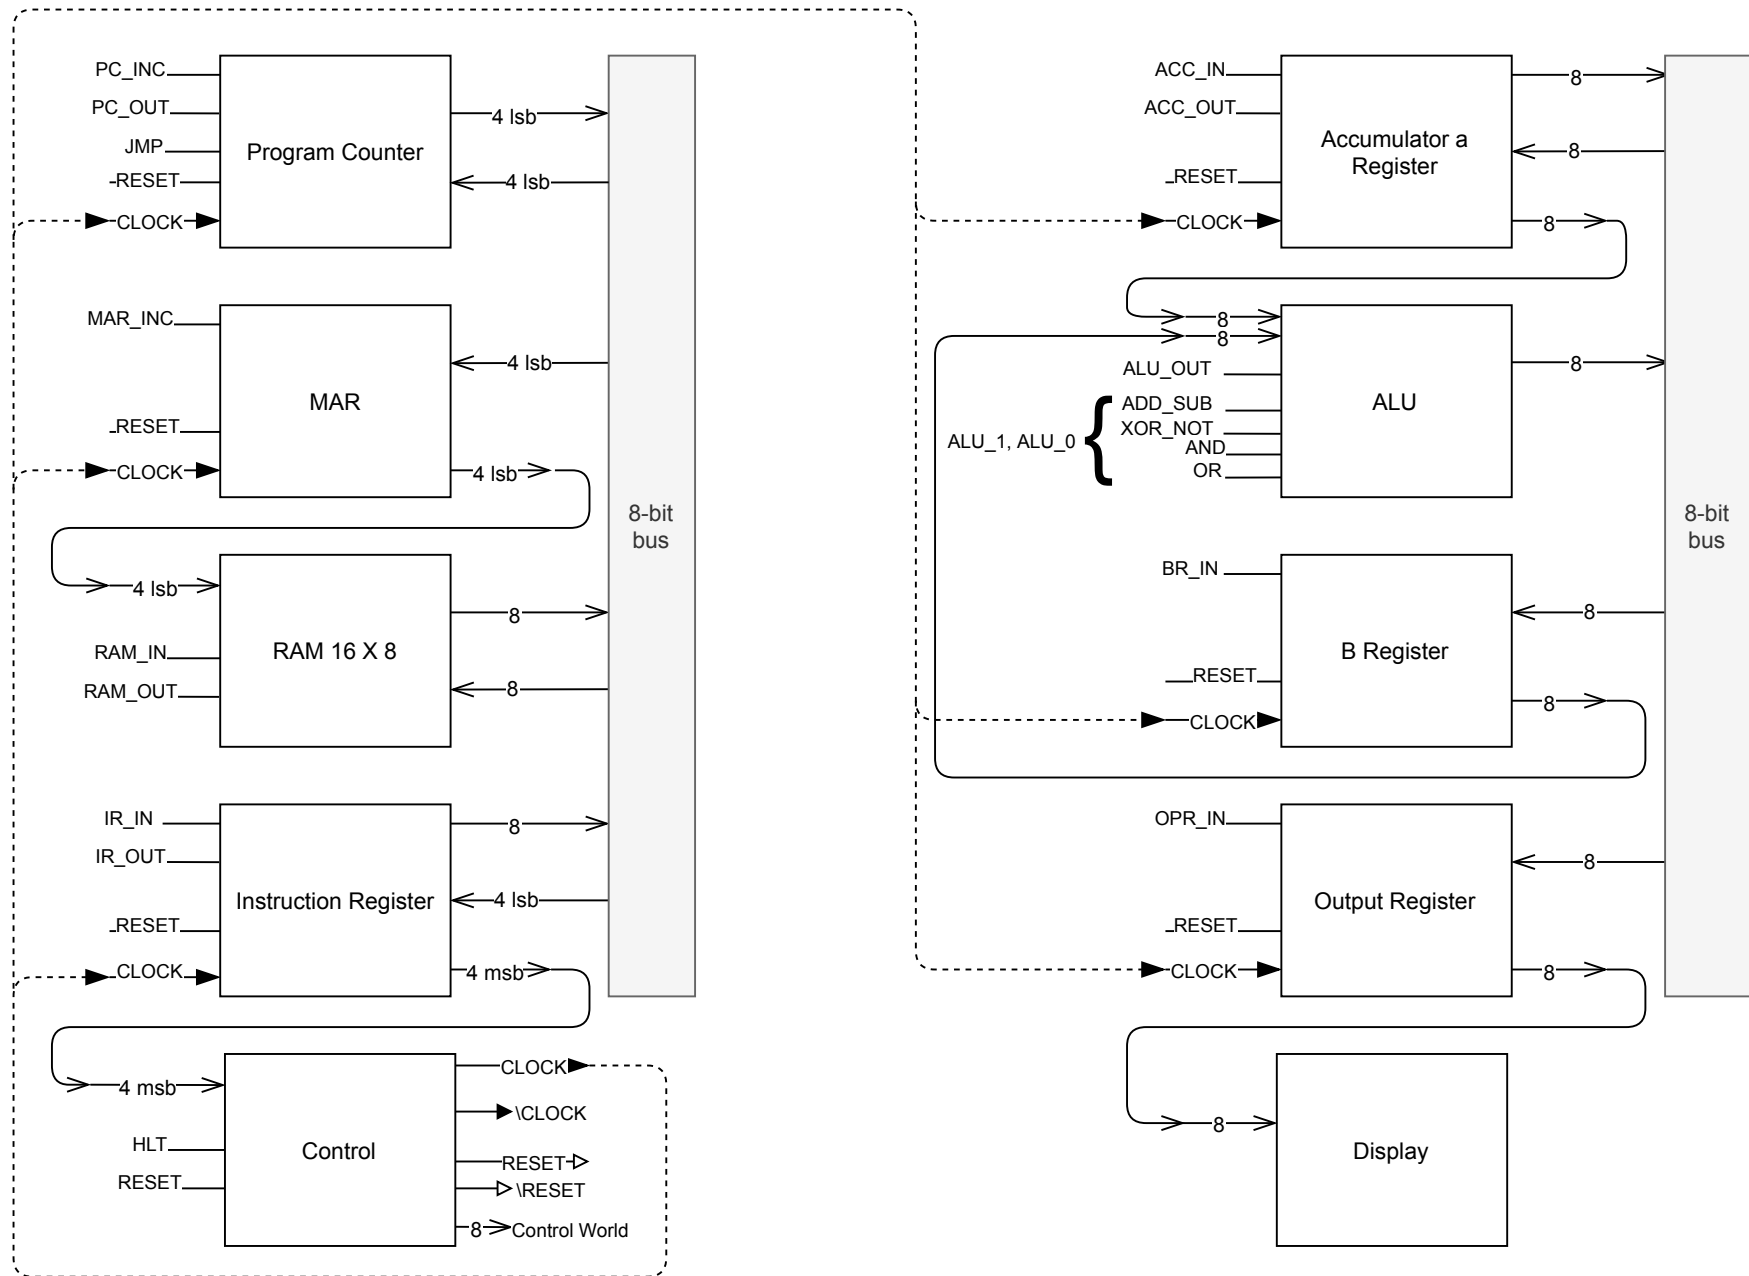 PC_INC
PC_OUT
JMP
RESET
CLOCK
Program Counter
4 lsb
4 lsb
MAR_INC
RESET
CLOCK
MAR
4 lsb
4 lsb
8-bit
bus
4 lsb
RAM_IN
RAM_OUT
RAM 16 X 8
8
8
IR_IN
IR_OUT
RESET
CLOCK
Instruction Register
8
4 lsb
4 msb
4 msb
HLT
RESET
Control
CLOCK
\CLOCK
RESET
\RESET
8
Control World
ACC_IN
ACC_OUT
RESET
CLOCK
Accumulator a
Register
8
8
8
8
8
ALU_OUT
ADD_SUB
XOR_NOT
AND
OR
ALU_1, ALU_0
{
ALU
8
8-bit
bus
BR_IN
RESET
CLOCK
B Register
8
8
OPR_IN
RESET
CLOCK
Output Register
8
8
8
Display